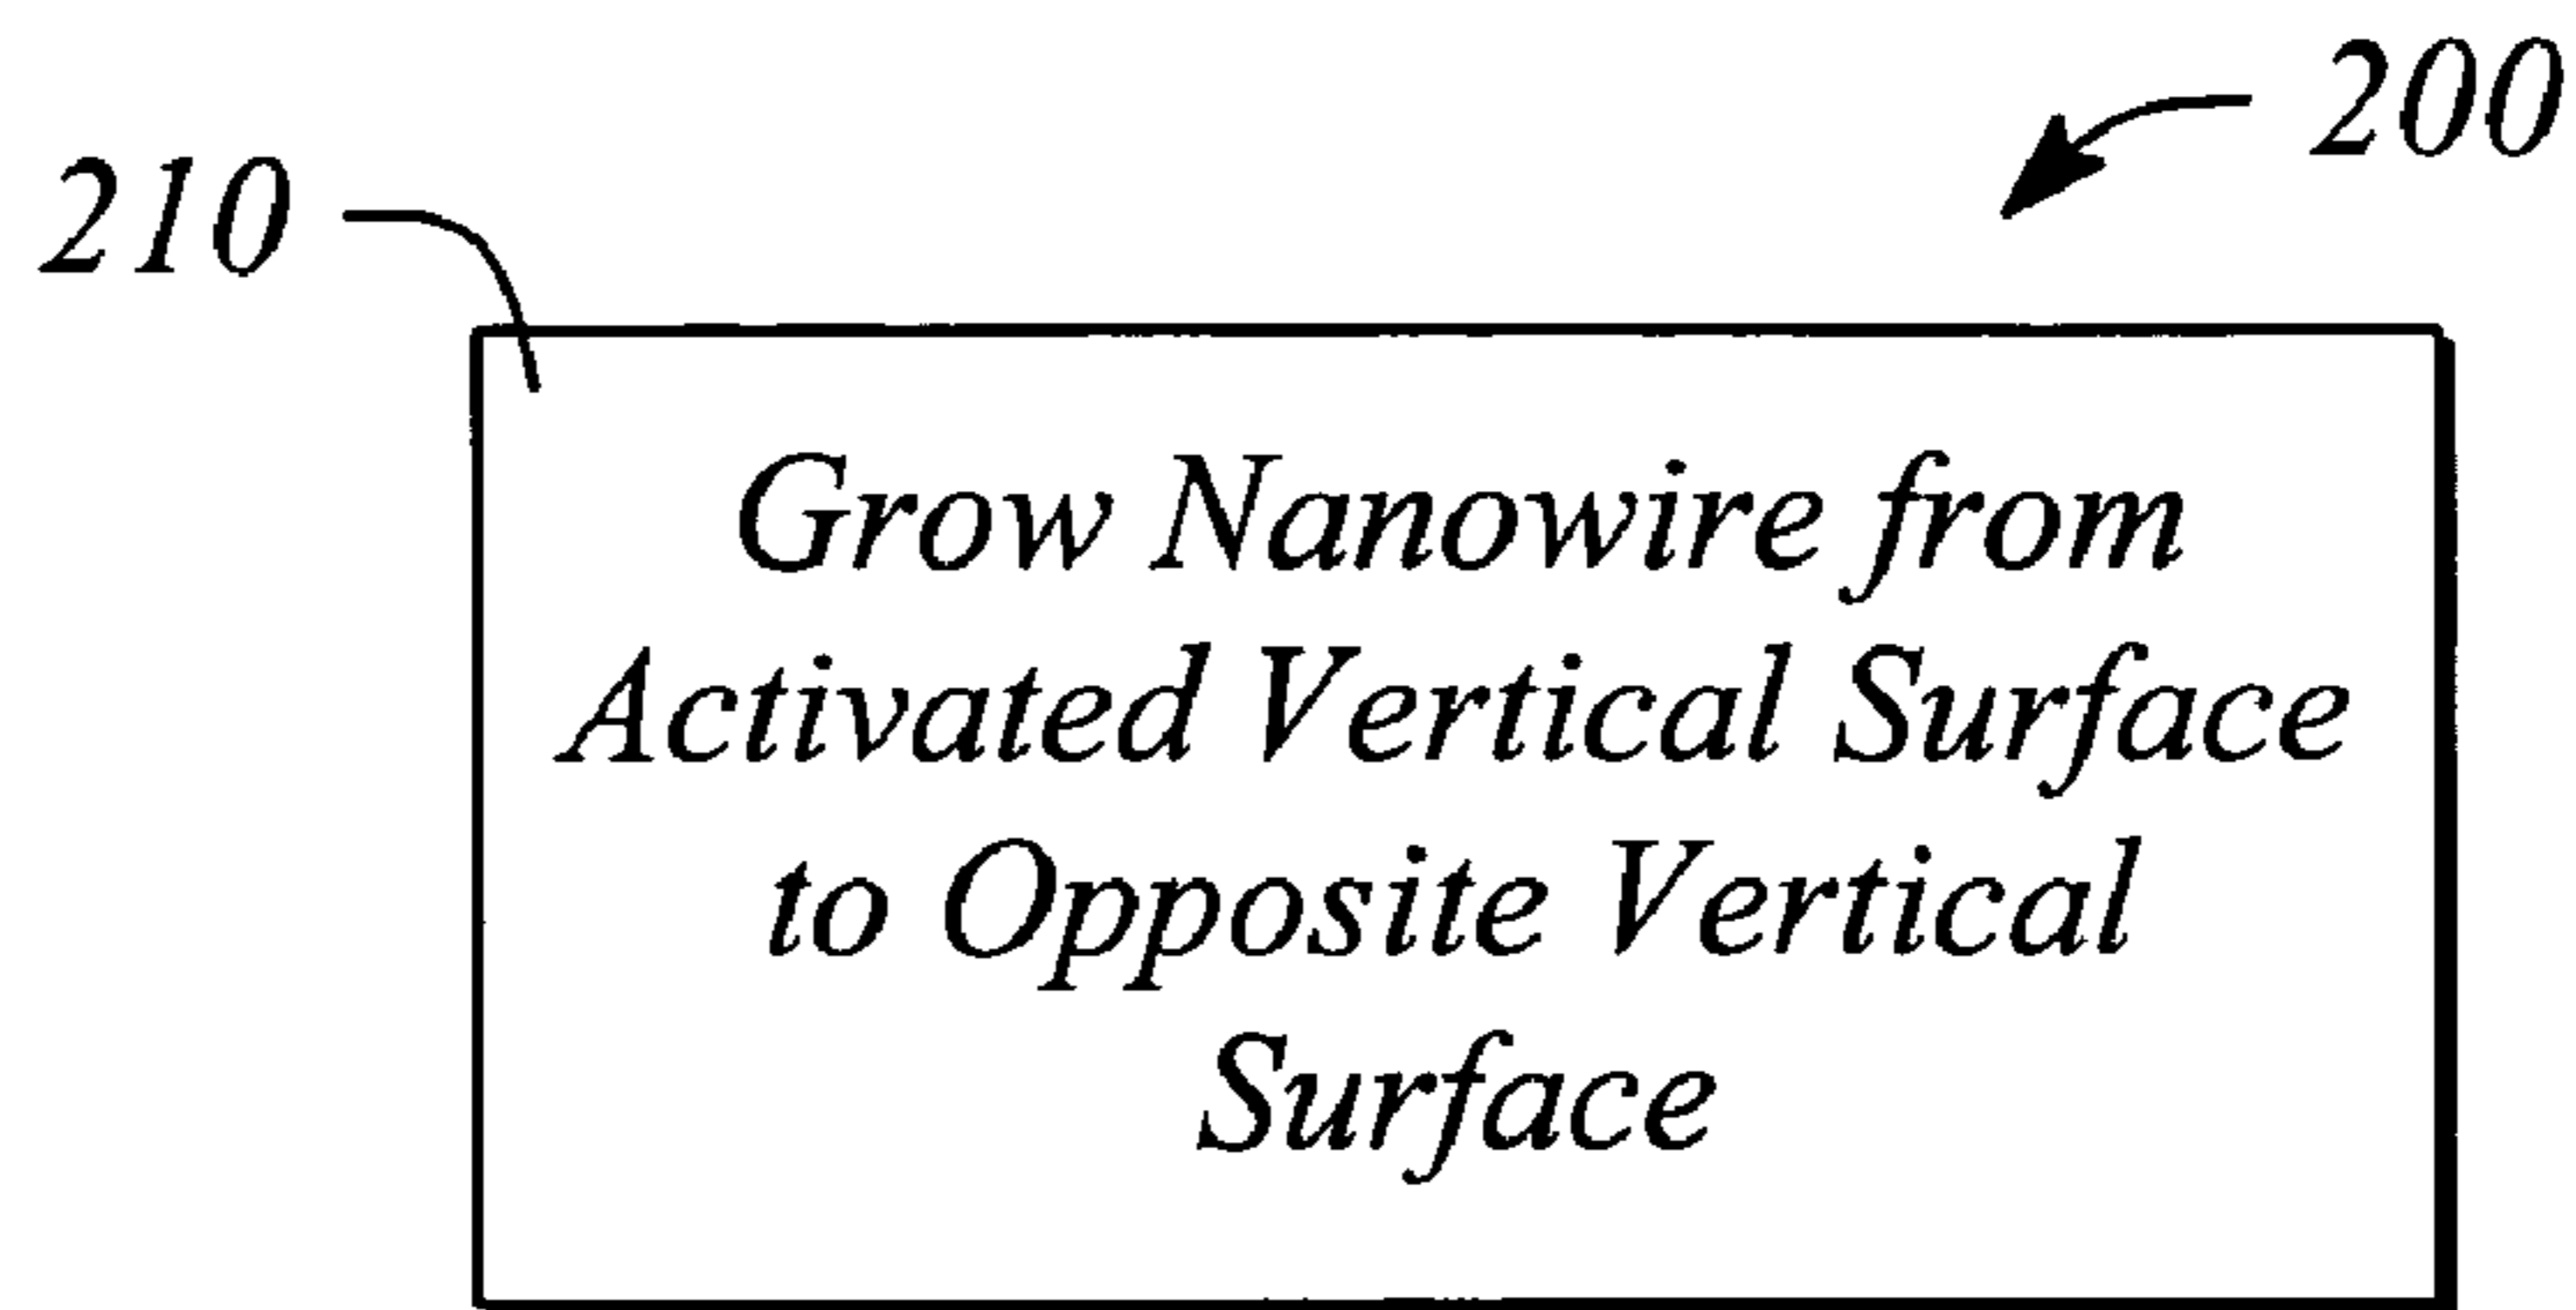 200
210
Grow Nanowire from
Activated Vertical Surface
to Opposite Vertical
Surface